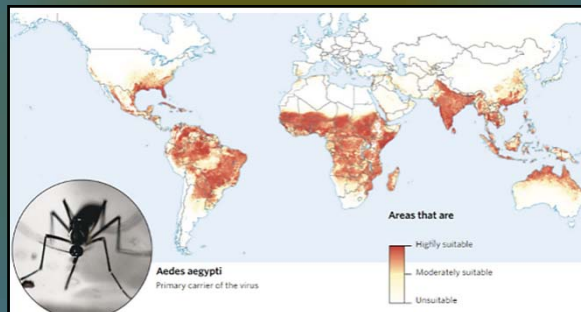 Areas that are
Highly suitable
Moderately suitable
Unsuitable
Aedes aegypti
Primary carrier of the virus